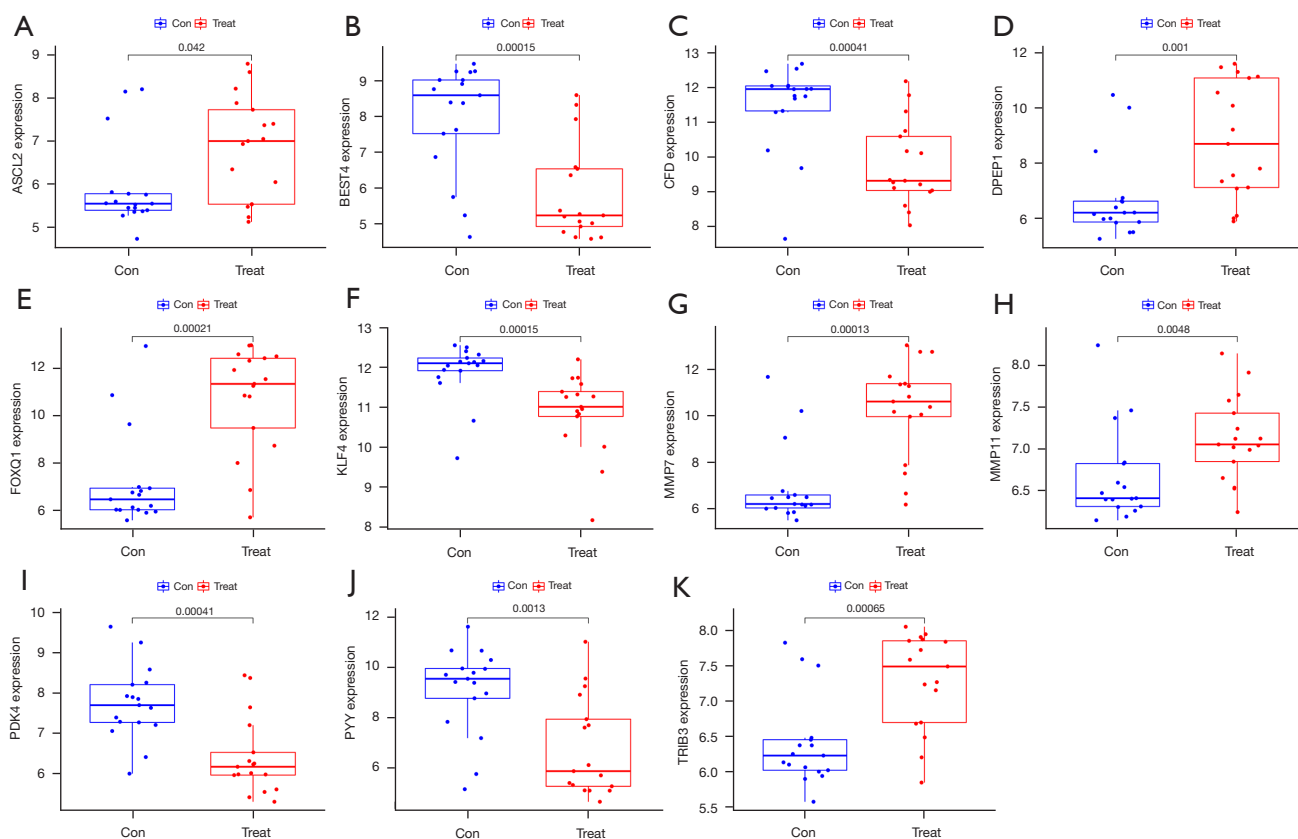 A
Con Treat
0.042
ASCL2 expression
9
8
7
6
5
Con Treat
B
Con Treat
0.00015
BEST4 expression
9
8
7
6
5
Con Treat
C
Con Treat
0.00041
CFD expression
13
12
11
10
9
8
Con Treat
D
Con Treat
0.001
DPEP1 expression
12
10
8
6
Con Treat
E
Con Treat
0.00021
FOXQ1 expression
12
10
8
6
Con Treat
F
Con Treat
0.00015
KLF4 expression
13
12
11
10
9
8
Con Treat
G
Con Treat
0.00013
MMP7 expression
14
12
10
8
6
Con Treat
H
Con Treat
0.0048
MMP11 expression
8.0
7.5
7.0
6.5
Con Treat
I
Con Treat
0.00041
PDK4 expression
10
9
8
7
6
Con Treat
J
Con Treat
0.0013
PYY expression
12
10
8
6
Con Treat
K
Con Treat
0.00065
TRIB3 expression
8.0
7.5
7.0
6.5
6.0
5.5
Con Treat